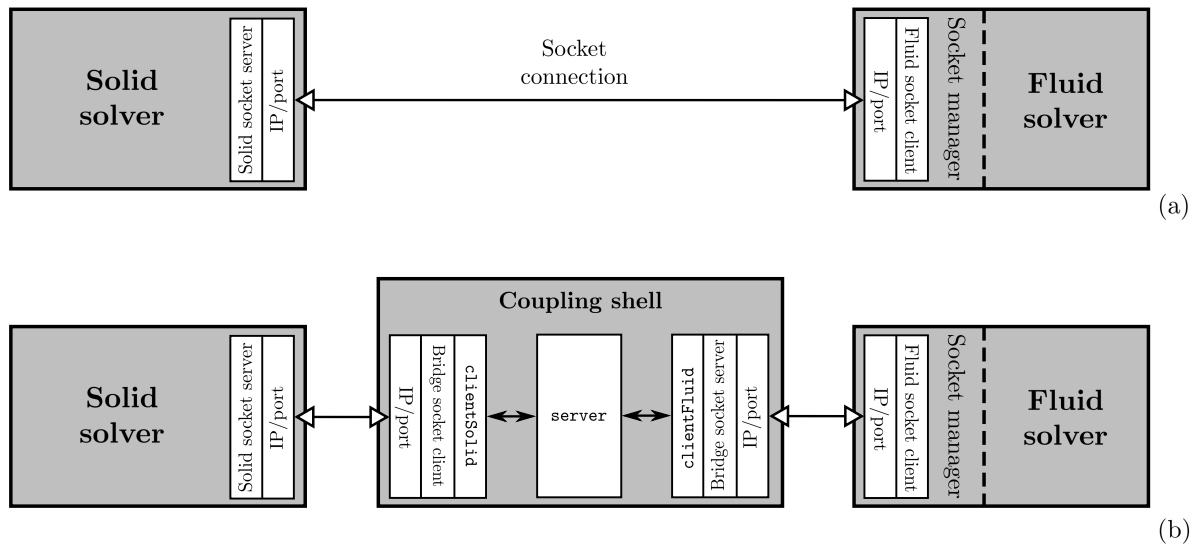 Solid
solver
Solid socket server
IP/port
Socket
connection
IP/port
Fluid socket client
Socket manager
Fluid
solver
(a)
Coupling shell
Solid
solver
Solid socket server
IP/port
IP/port
Bridge socket client
clientSolid
server
clientFluid
Bridge socket server
IP/port
IP/port
Fluid socket client
Socket manager
Fluid
solver
(b)